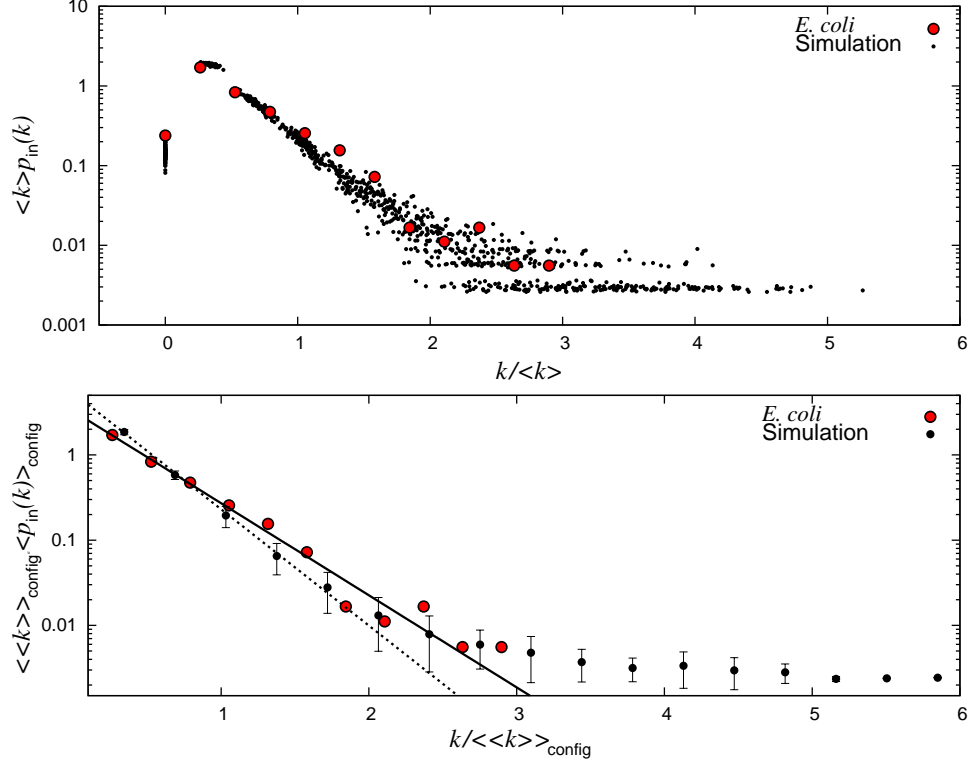 10
1
0.1
0.01
0.001
<k>p_in(k)
E. coli
Simulation
0 1 2 3 4 5 6
k/<k>
1
0.1
0.01
<<k>>_config·<p_in(k)>_config
E. coli
Simulation
1 2 3 4 5 6
k/<<k>>_config